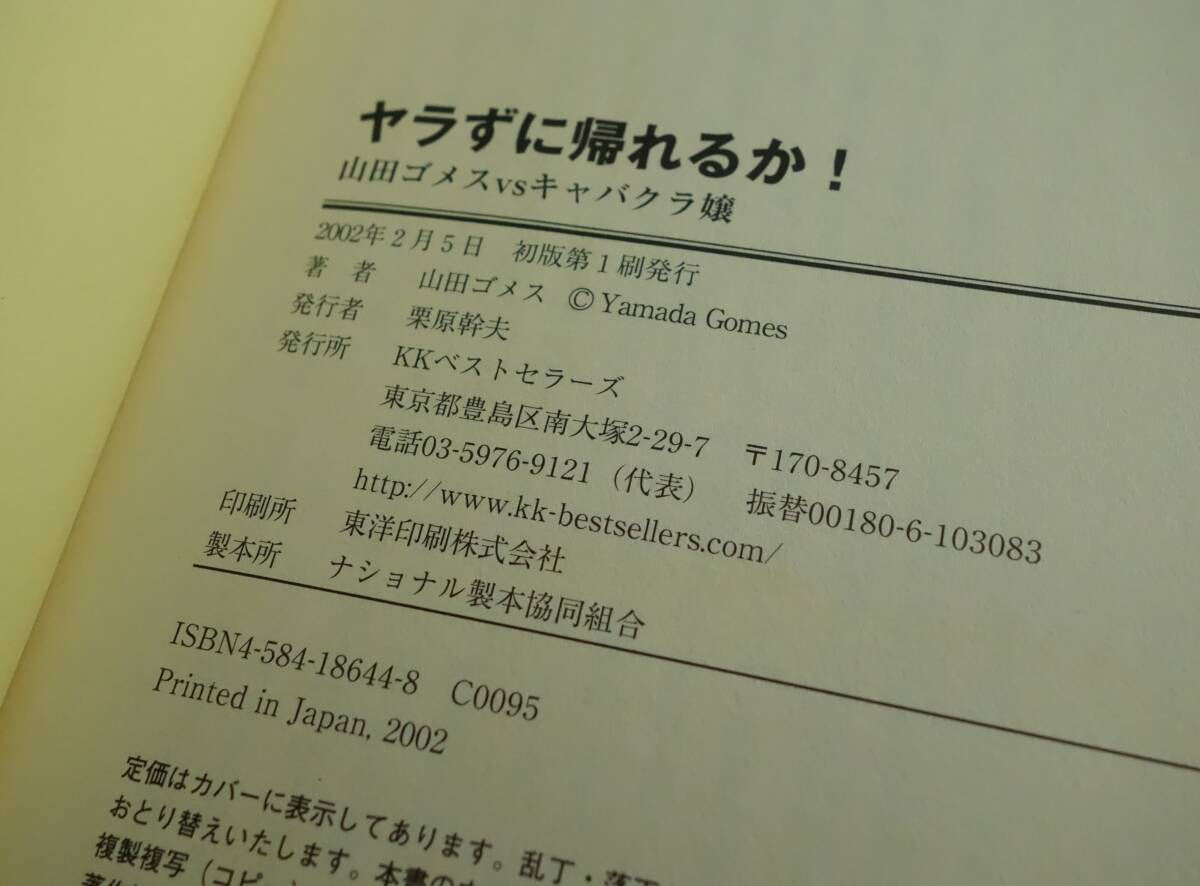 ヤラずに帰れるか！
山田ゴメスvsキャバクラ嬢
2002年2月5日　初版第1刷発行
著　者　山田ゴメス　©Yamada Gomes
発行者　栗原幹夫
発行所　KKベストセラーズ
東京都豊島区南大塚2-29-7　〒170-8457
電話03-5976-9121（代表）　振替00180-6-103083
http://www.kk-bestsellers.com/
印刷所　東洋印刷株式会社
製本所　ナショナル製本協同組合
ISBN4-584-18644-8　C0095
Printed in Japan, 2002
定価はカバーに表示してあります。乱丁・落丁
おとり替えいたします。本書の
複製複写（コピー）